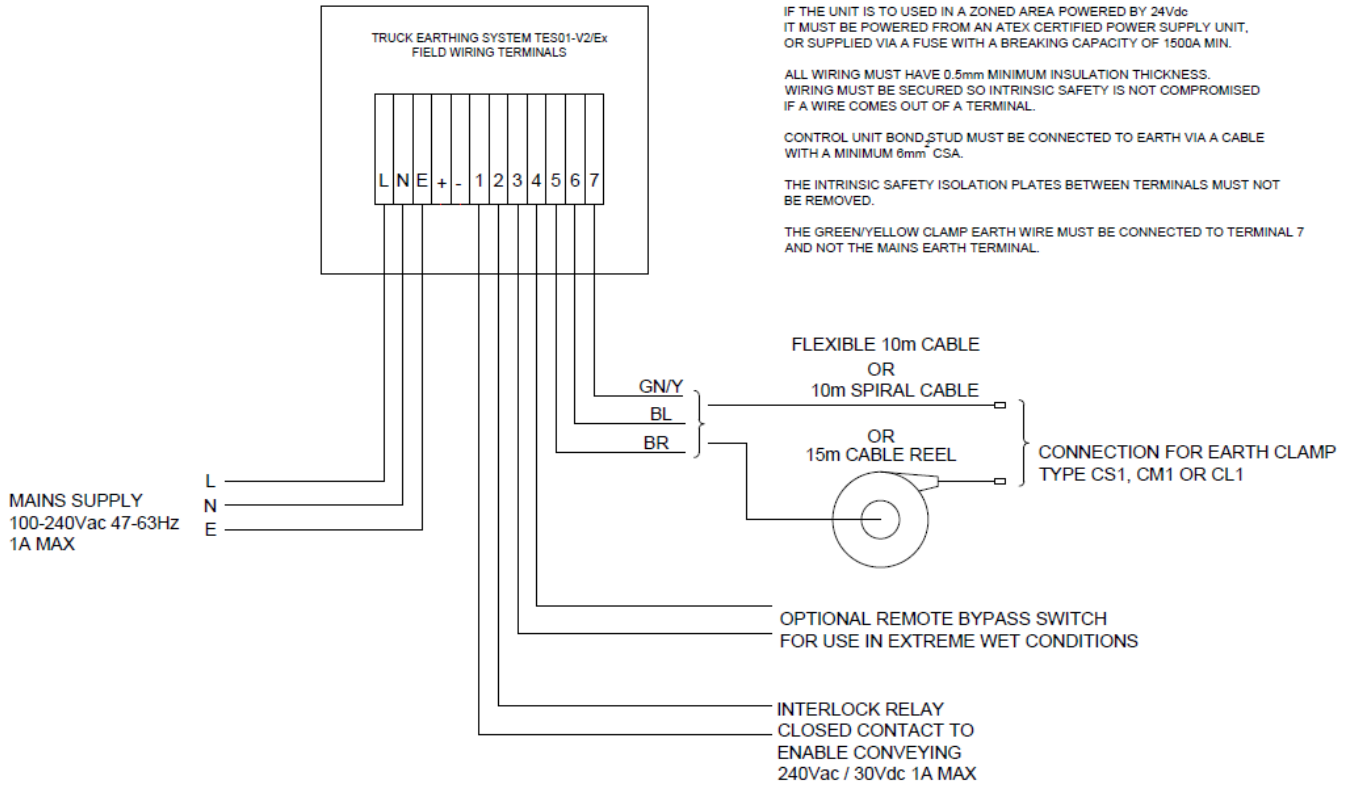 TRUCK EARTHING SYSTEM TES01-V2/Ex
FIELD WIRING TERMINALS
L N E + - 1 2 3 4 5 6 7
IF THE UNIT IS TO USED IN A ZONED AREA POWERED BY 24Vdc
IT MUST BE POWERED FROM AN ATEX CERTIFIED POWER SUPPLY UNIT,
OR SUPPLIED VIA A FUSE WITH A BREAKING CAPACITY OF 1500A MIN.
ALL WIRING MUST HAVE 0.5mm MINIMUM INSULATION THICKNESS.
WIRING MUST BE SECURED SO INTRINSIC SAFETY IS NOT COMPROMISED
IF A WIRE COMES OUT OF A TERMINAL.
CONTROL UNIT BOND STUD MUST BE CONNECTED TO EARTH VIA A CABLE
WITH A MINIMUM 6mm² CSA.
THE INTRINSIC SAFETY ISOLATION PLATES BETWEEN TERMINALS MUST NOT
BE REMOVED.
THE GREEN/YELLOW CLAMP EARTH WIRE MUST BE CONNECTED TO TERMINAL 7
AND NOT THE MAINS EARTH TERMINAL.
GN/Y
BL
BR
FLEXIBLE 10m CABLE
OR
10m SPIRAL CABLE
OR
15m CABLE REEL
CONNECTION FOR EARTH CLAMP
TYPE CS1, CM1 OR CL1
MAINS SUPPLY
100-240Vac 47-63Hz
1A MAX
L
N
E
OPTIONAL REMOTE BYPASS SWITCH
FOR USE IN EXTREME WET CONDITIONS
INTERLOCK RELAY
CLOSED CONTACT TO
ENABLE CONVEYING
240Vac / 30Vdc 1A MAX